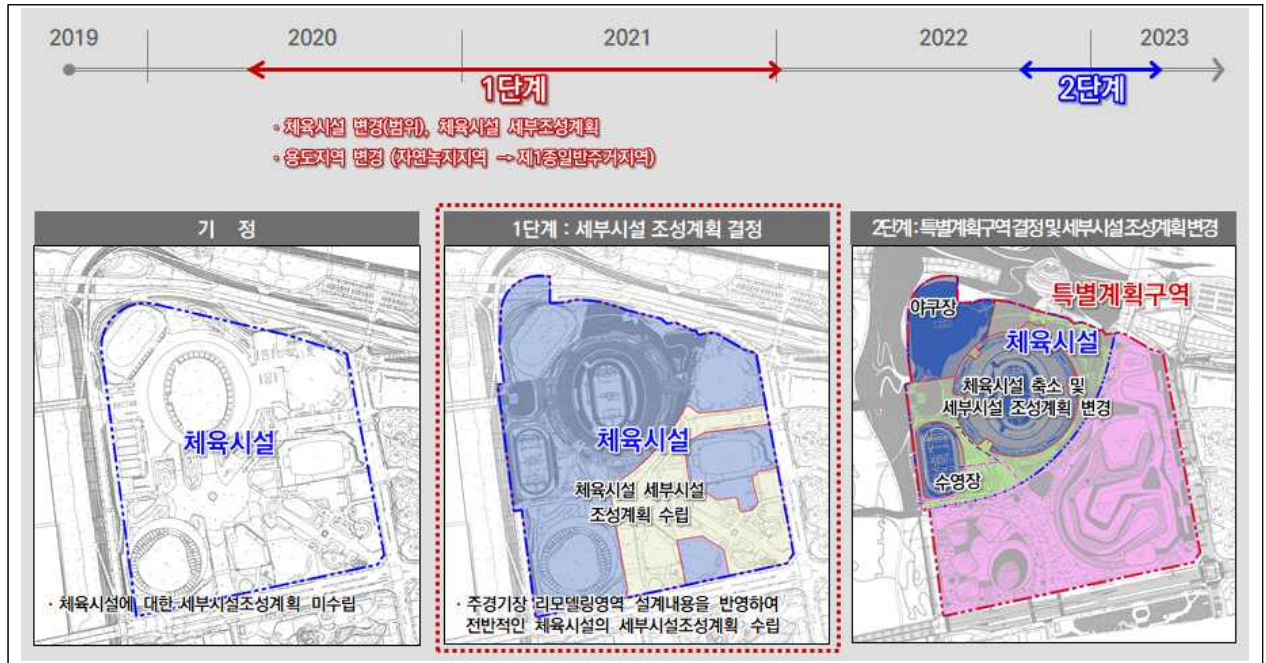 2019 2020 2021 2022 2023
1단계
2단계
· 체육시설 변경(범위), 체육시설 세부조성계획
· 용도지역 변경 (자연녹지지역 → 제1종일반주거지역)
기 정
체육시설
· 체육시설에 대한 세부시설조성계획 미수립
1단계 : 세부시설 조성계획 결정
체육시설
체육시설 세부시설
조성계획 수립
· 주경기장 리모델링영역 설계내용을 반영하여
전반적인 체육시설의 세부시설조성계획 수립
2단계 : 특별계획구역 결정 및 세부시설 조성계획 변경
특별계획구역
야구장
체육시설
체육시설 축소 및
세부시설 조성계획 변경
수영장